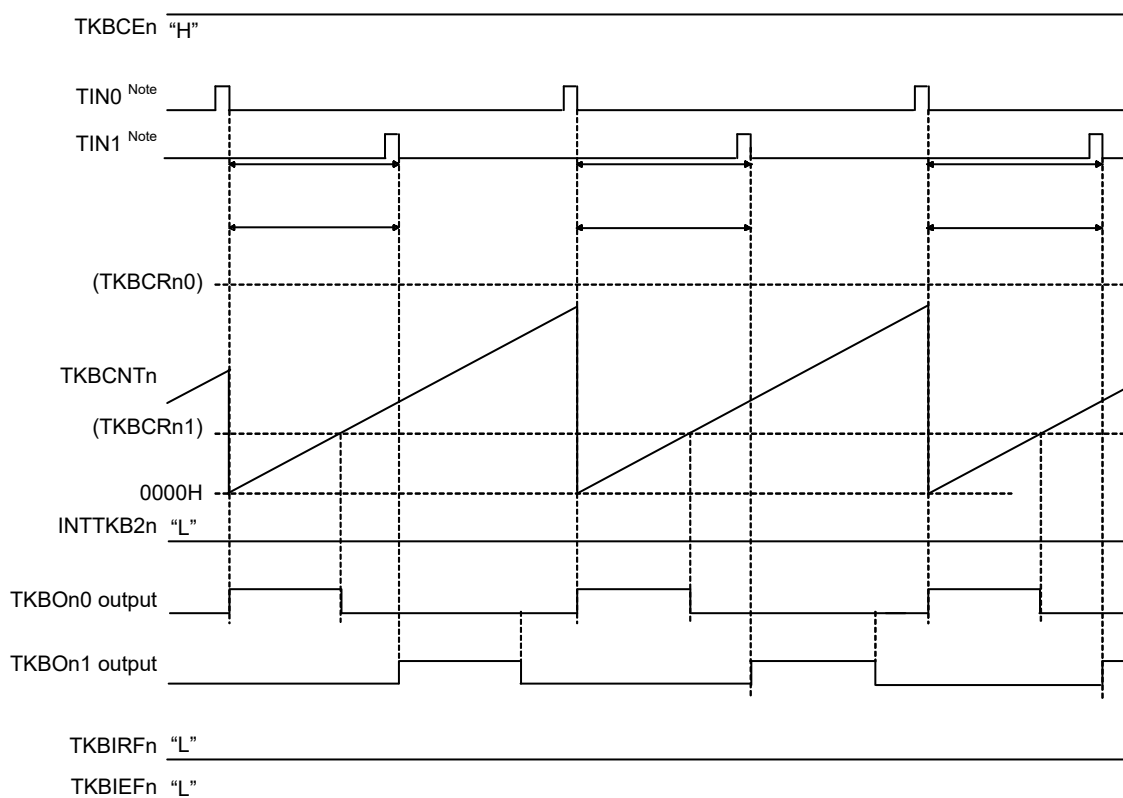 TKBCEn “H”
TIN0 Note
TIN1 Note
(TKBCRn0)
TKBCNTn
(TKBCRn1)
0000H
INTTKB2n “L”
TKBOn0 output
TKBOn1 output
TKBIRFn “L”
TKBIEFn “L”